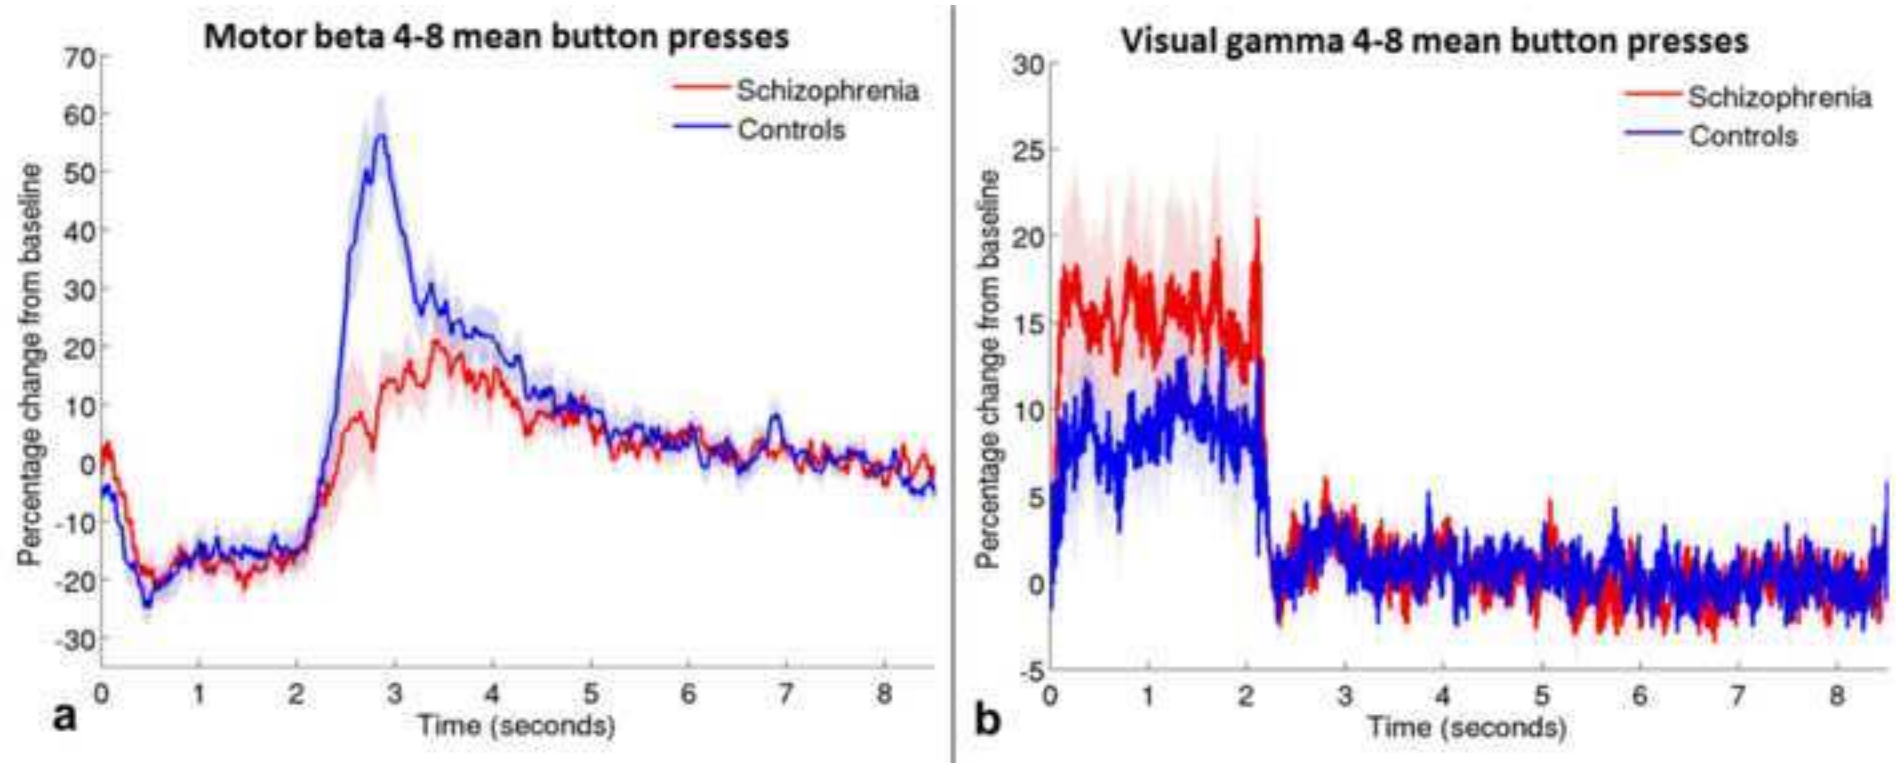 Motor beta 4-8 mean button presses
70
60
50
40
30
20
10
0
-10
-20
-30
Percentage change from baseline
Schizophrenia
Controls
0 1 2 3 4 5 6 7 8
Time (seconds)
a
Visual gamma 4-8 mean button presses
30
25
20
15
10
5
0
-5
Percentage change from baseline
Schizophrenia
Controls
0 1 2 3 4 5 6 7 8
Time (seconds)
b